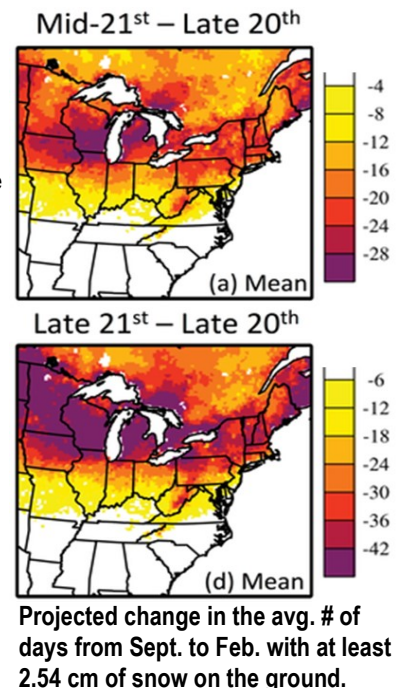 Mid-21st – Late 20th
-4
-8
-12
-16
-20
-24
-28
(a) Mean
Late 21st – Late 20th
-6
-12
-18
-24
-30
-36
-42
(d) Mean
Projected change in the avg. # of
days from Sept. to Feb. with at least
2.54 cm of snow on the ground.